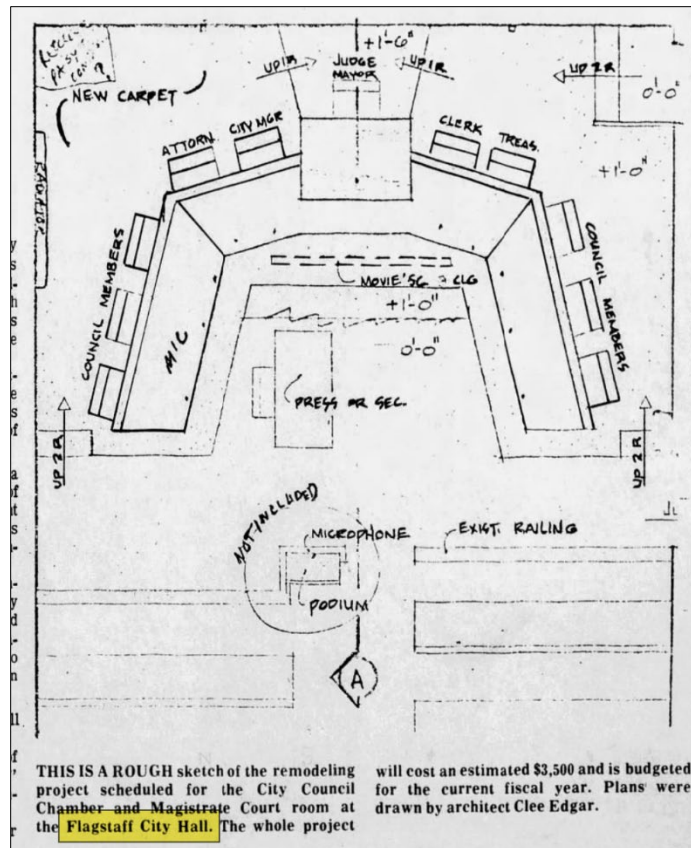 +1'-6"
JUDGE
MAYOR
UP 1R
UP 1R
UP 2R
0'-0"
NEW CARPET
ATTORN.
CITY MGR
CLERK
TREAS.
+1'-0"
RADIATOR
COUNCIL MEMBERS
COUNCIL MEMBERS
MOVIE SC. @ CLG
+1'-0"
0'-0"
M/C
PRESS OR SEC.
UP 2R
UP 2R
NOT INCLUDED
MICROPHONE
EXIST. RAILING
PODIUM
A
THIS IS A ROUGH sketch of the remodeling
project scheduled for the City Council
Chamber and Magistrate Court room at
the Flagstaff City Hall. The whole project
will cost an estimated $3,500 and is budgeted
for the current fiscal year. Plans were
drawn by architect Clee Edgar.